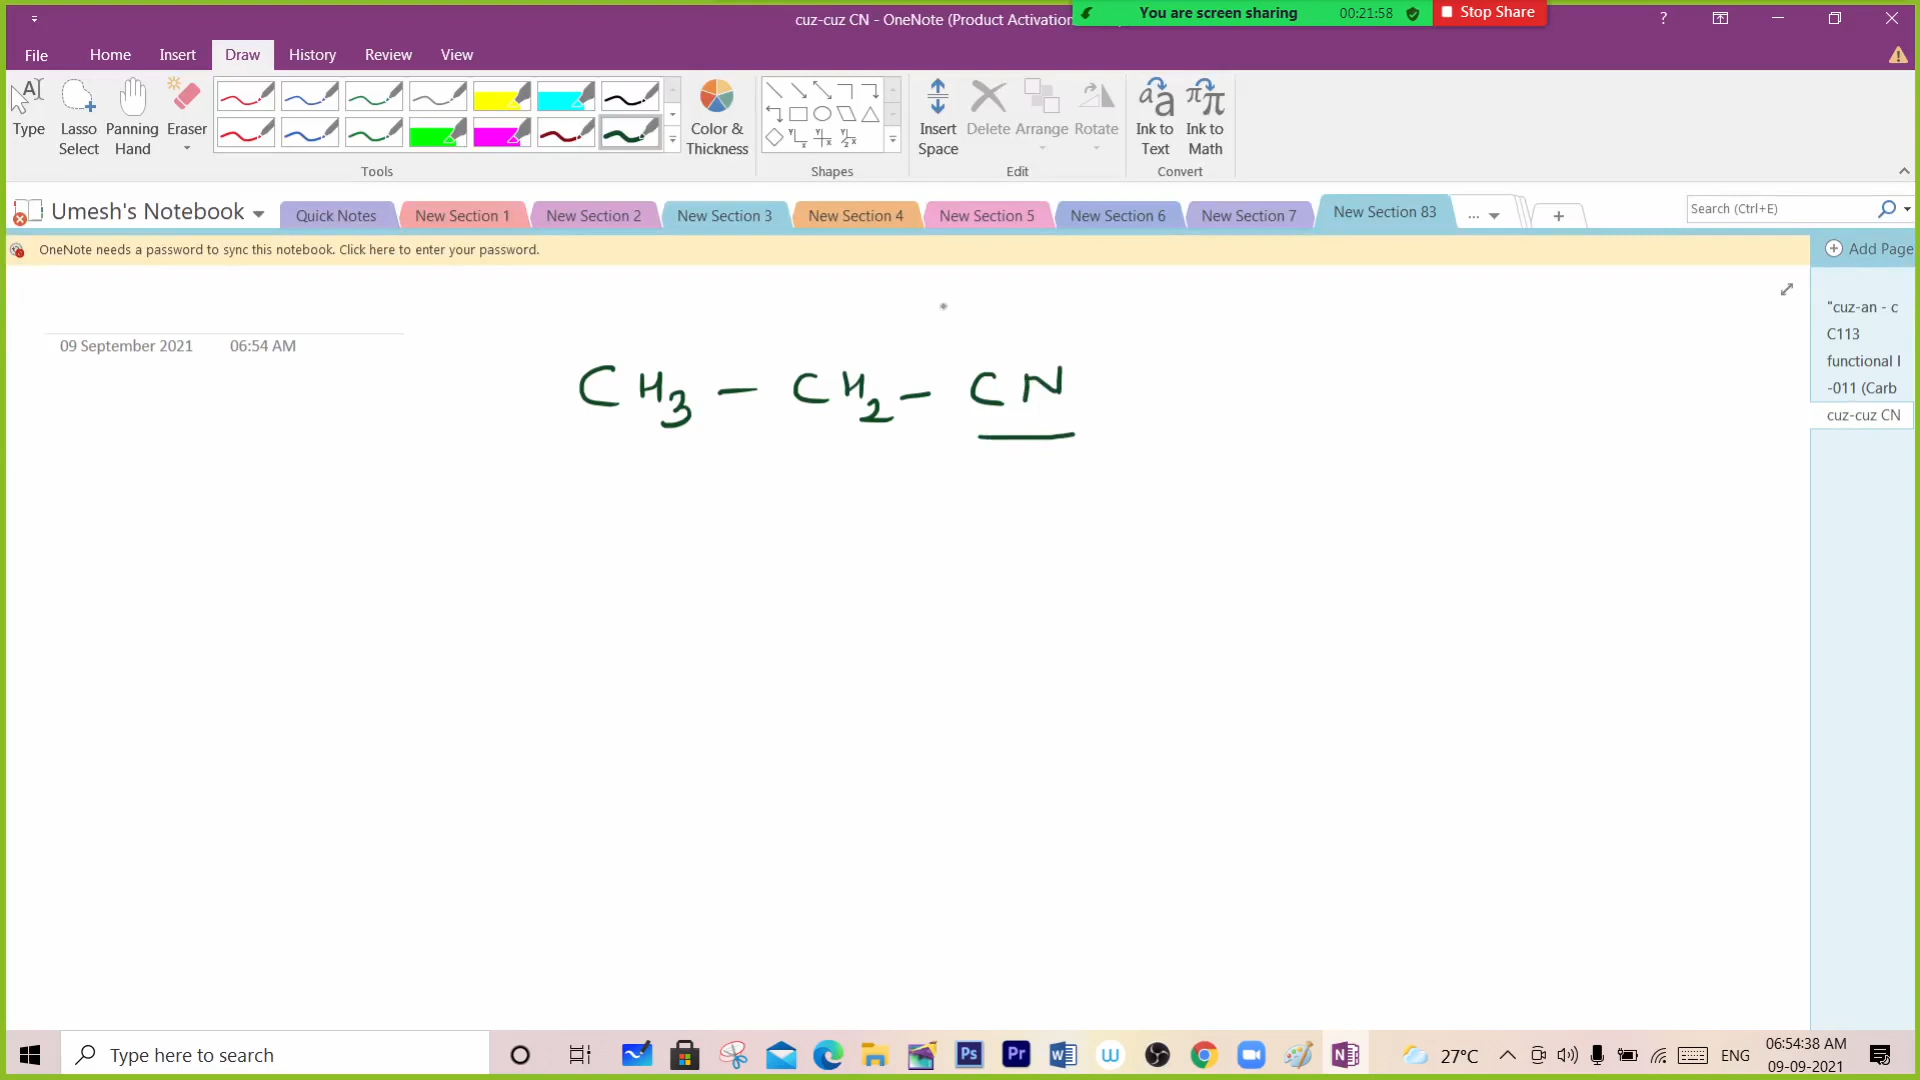 cuz-cuz CN - OneNote (Product Activation
You are screen sharing 00:21:58 Stop Share
?
File Home Insert Draw History Review View
Type Lasso Select Panning Hand Eraser
Color & Thickness
Insert Space Delete Arrange Rotate
Ink to Text Ink to Math
Tools Shapes Edit Convert
Umesh's Notebook Quick Notes New Section 1 New Section 2 New Section 3 New Section 4 New Section 5 New Section 6 New Section 7 New Section 83 ... Search (Ctrl+E)
OneNote needs a password to sync this notebook. Click here to enter your password.
Add Page
"cuz-an - c
C113
functional I
-011 (Carb
cuz-cuz CN
09 September 2021 06:54 AM
CH3 - CH2 - CN
Type here to search
Ps Pr W N 27°C ENG 06:54:38 AM
09-09-2021